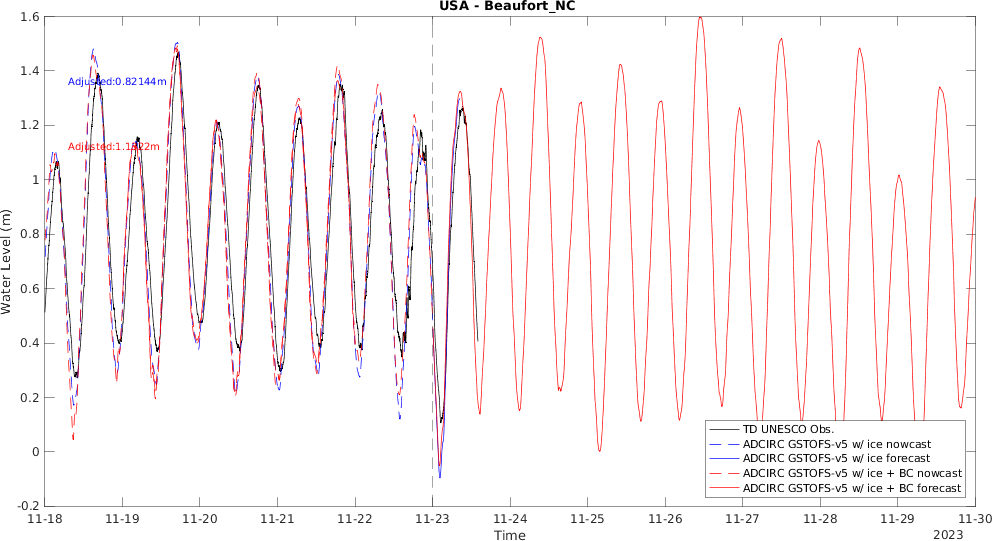 USA - Beaufort_NC
Water Level (m)
1.6
1.4
1.2
1
0.8
0.6
0.4
0.2
0
-0.2
Adjusted:0.82144m
TD UNESCO Obs.
ADCIRC GSTOFS-v5 w/ ice nowcast
ADCIRC GSTOFS-v5 w/ ice forecast
ADCIRC GSTOFS-v5 w/ ice + BC nowcast
ADCIRC GSTOFS-v5 w/ ice + BC forecast
11-18 11-19 11-20 11-21 11-22 11-23 11-24 11-25 11-26 11-27 11-28 11-29 11-30
Time
2023